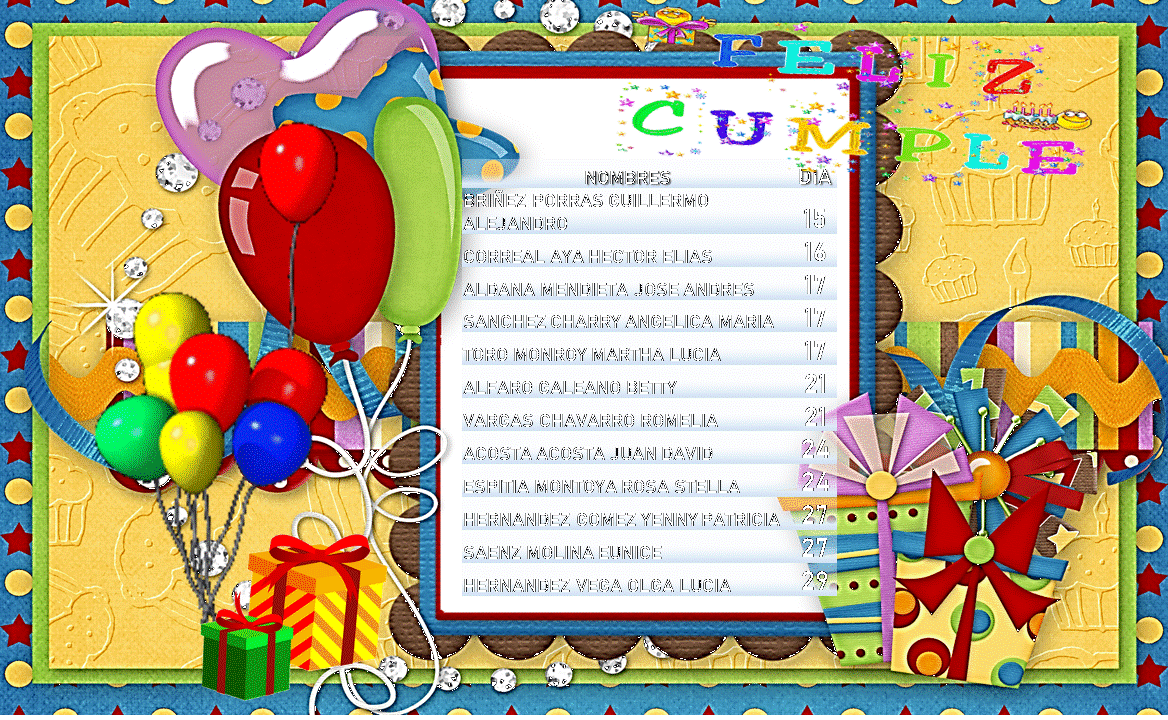 FELIZ
CUMPLE
NOMBRES DIA
BRIÑEZ PORRAS GUILLERMO
ALEJANDRO 15
CORREAL AYA HECTOR ELIAS 16
ALDANA MENDIETA JOSE ANDRES 17
SANCHEZ CHARRY ANGELICA MARIA 17
TORO MONROY MARTHA LUCIA 17
ALFARO GALEANO BETTY 21
VARGAS CHAVARRO ROMELIA 21
ACOSTA ACOSTA JUAN DAVID 24
ESPITIA MONTOYA ROSA STELLA 24
HERNANDEZ GOMEZ YENNY PATRICIA 27
SAENZ MOLINA EUNICE 27
HERNANDEZ VEGA OLGA LUCIA 29